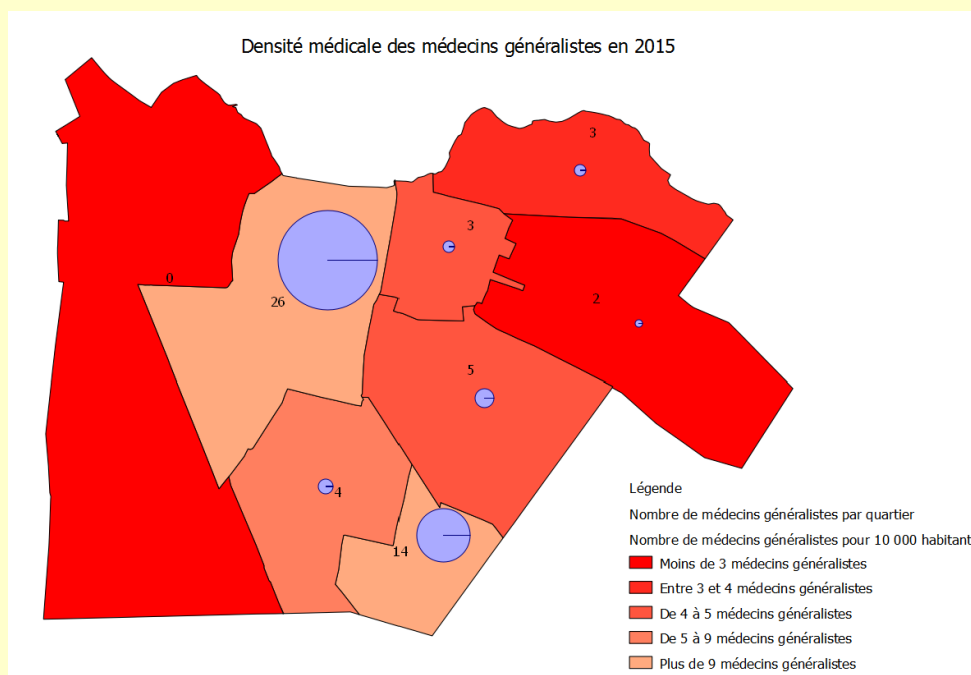 Densité médicale des médecins généralistes en 2015
3
3
0
2
26
5
4
14
Légende
Nombre de médecins généralistes par quartier
Nombre de médecins généralistes pour 10 000 habitant
Moins de 3 médecins généralistes
Entre 3 et 4 médecins généralistes
De 4 à 5 médecins généralistes
De 5 à 9 médecins généralistes
Plus de 9 médecins généralistes